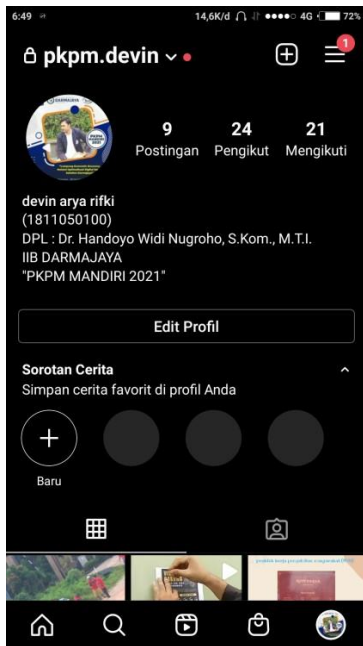 6:49
14,6K/d
4G
72%
pkpm.devin
1
DARMAJAYA
9
24
21
Postingan
Pengikut
Mengikuti
devin arya rifki
(1811050100)
DPL : Dr. Handoyo Widi Nugroho, S.Kom., M.T.I.
IIB DARMAJAYA
"PKPM MANDIRI 2021"
Edit Profil
Sorotan Cerita
Simpan cerita favorit di profil Anda
Baru